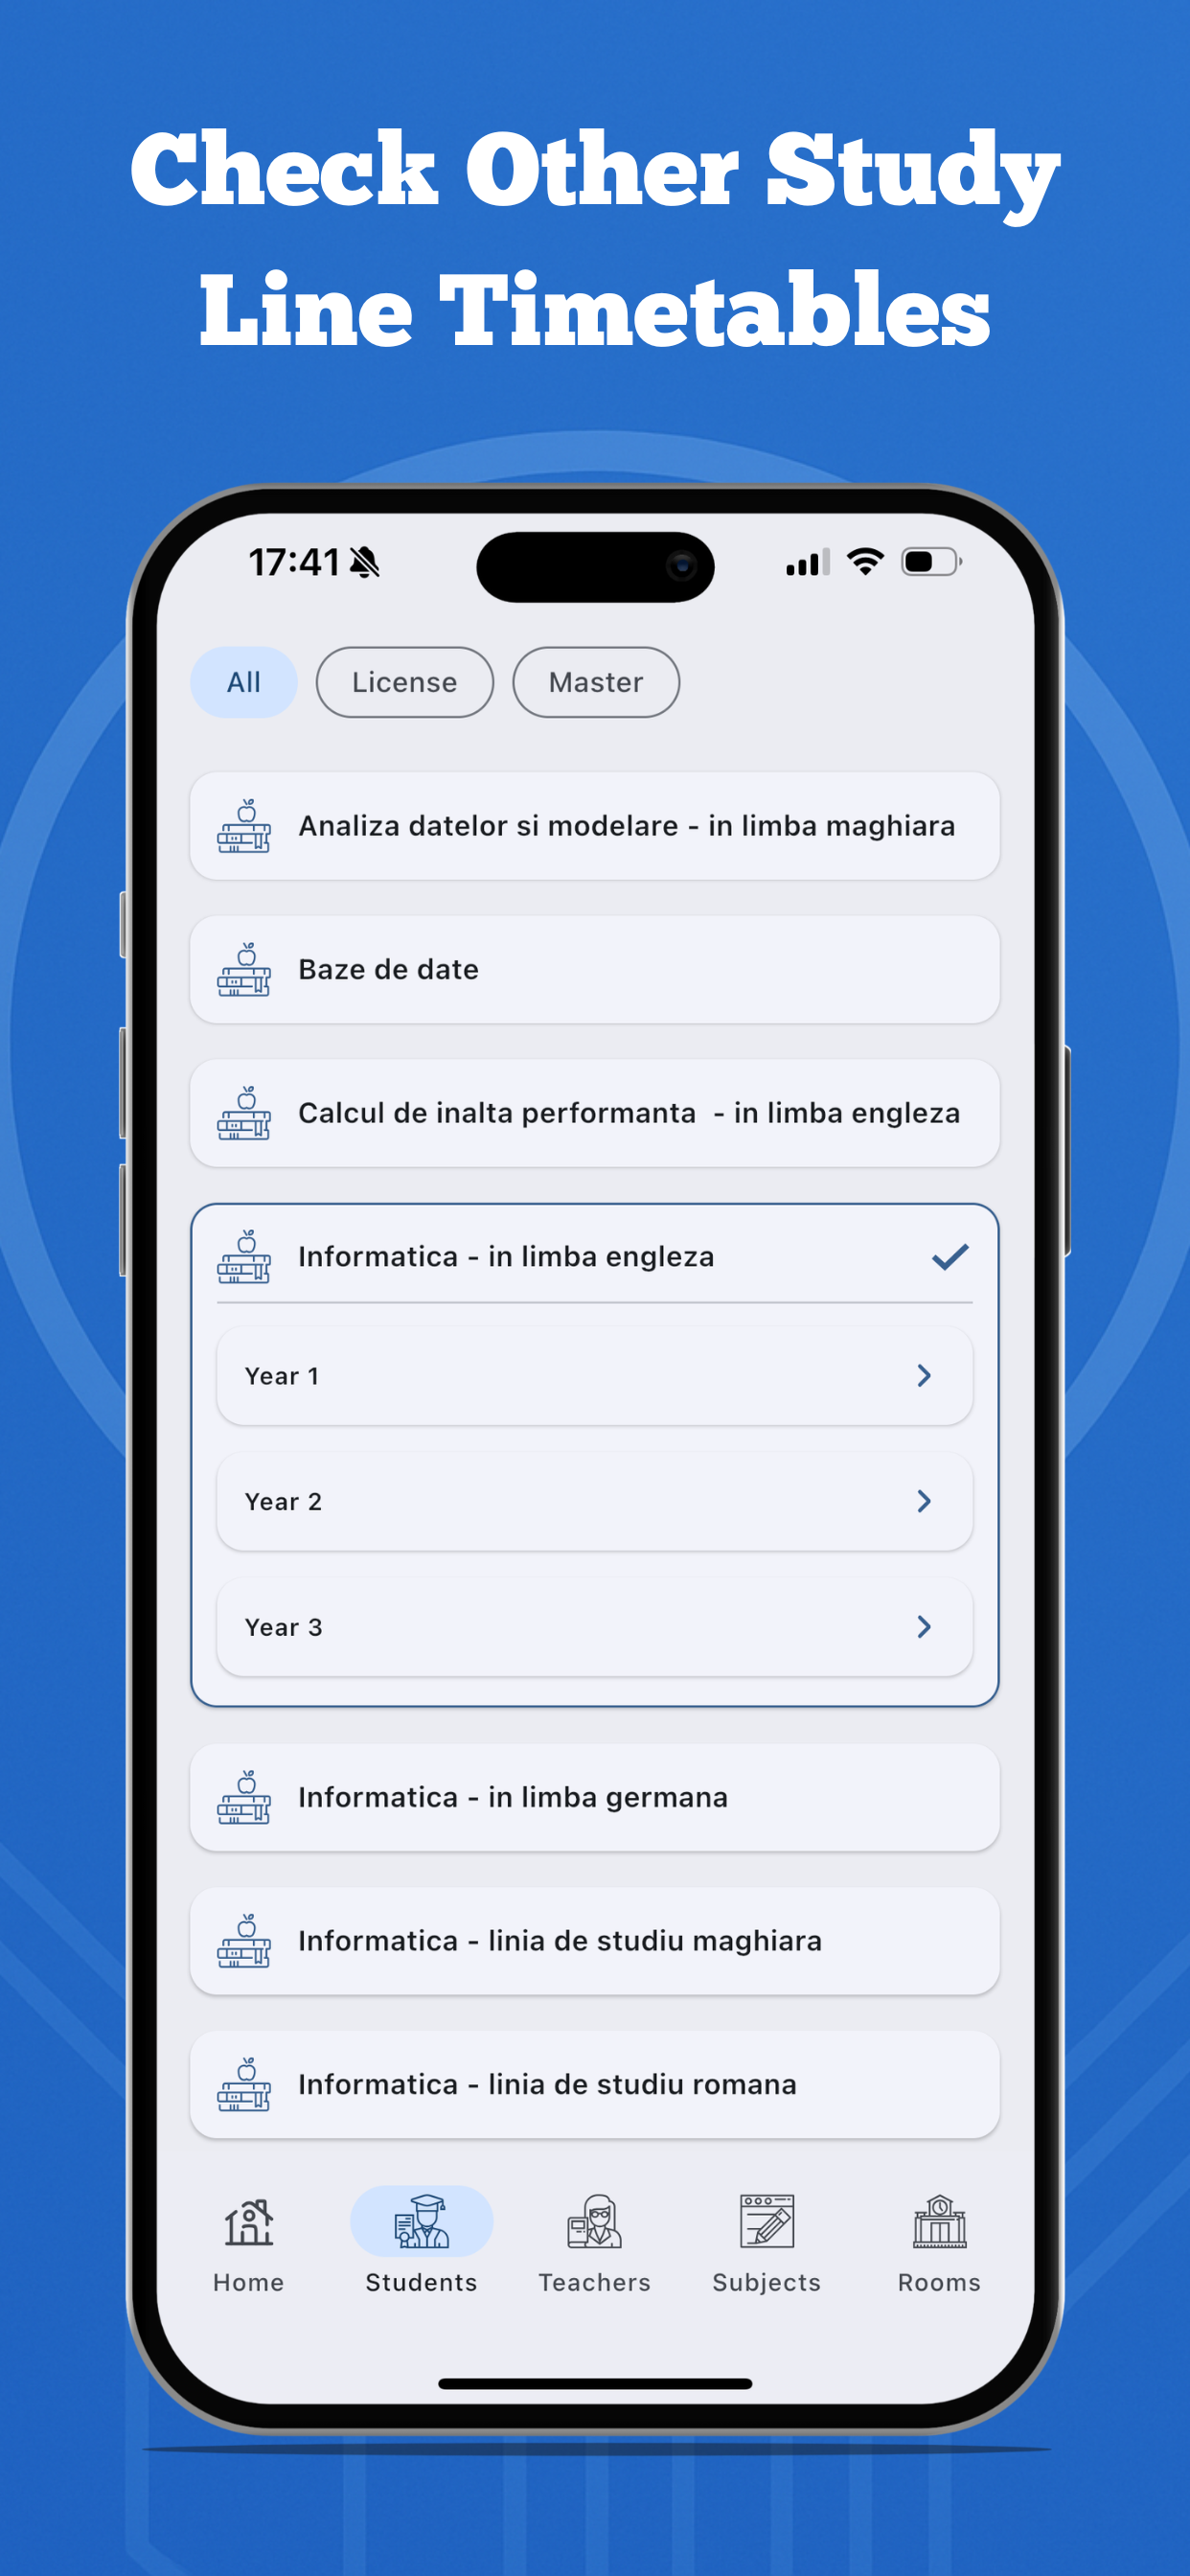 Check Other Study
Line Timetables
17:41
All
License
Master
Analiza datelor si modelare - in limba maghiara
Baze de date
Calcul de inalta performanta  - in limba engleza
Informatica - in limba engleza
Year 1
Year 2
Year 3
Informatica - in limba germana
Informatica - linia de studiu maghiara
Informatica - linia de studiu romana
Home
Students
Teachers
Subjects
Rooms